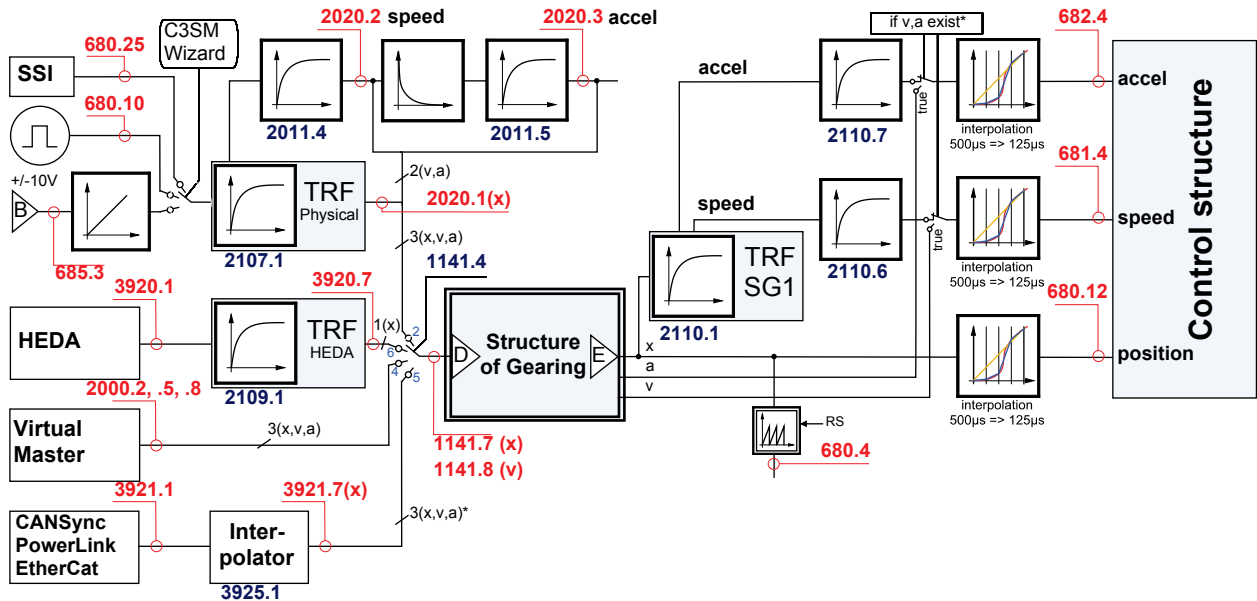 2020.2 speed
2020.3 accel
C3SM
Wizard
if v,a exist*
682.4
680.25
SSI
accel
accel
2011.4
2011.5
2110.7
true
interpolation
500µs => 125µs
680.10
Control structure
+/-10V
B
2(v,a)
TRF
Physical
2020.1(x)
681.4
speed
speed
685.3
2107.1
3(x,v,a)
TRF
SG1
2110.6
true
interpolation
500µs => 125µs
2110.1
1141.4
3920.1
3920.7
680.12
HEDA
TRF
HEDA
1(x)
2
6
4
5
D
Structure
of Gearing
E
x
a
v
position
2109.1
interpolation
500µs => 125µs
2000.2, .5, .8
Virtual
Master
3(x,v,a)
1141.7 (x)
1141.8 (v)
RS
680.4
3921.1
3921.7(x)
CANSync
PowerLink
EtherCat
Inter-
polator
3(x,v,a)*
3925.1